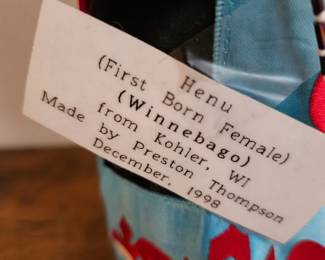 Henu
(First Born Female)
(Winnebago)
from Kohler, WI
Made by Preston Thompson
December, 1998